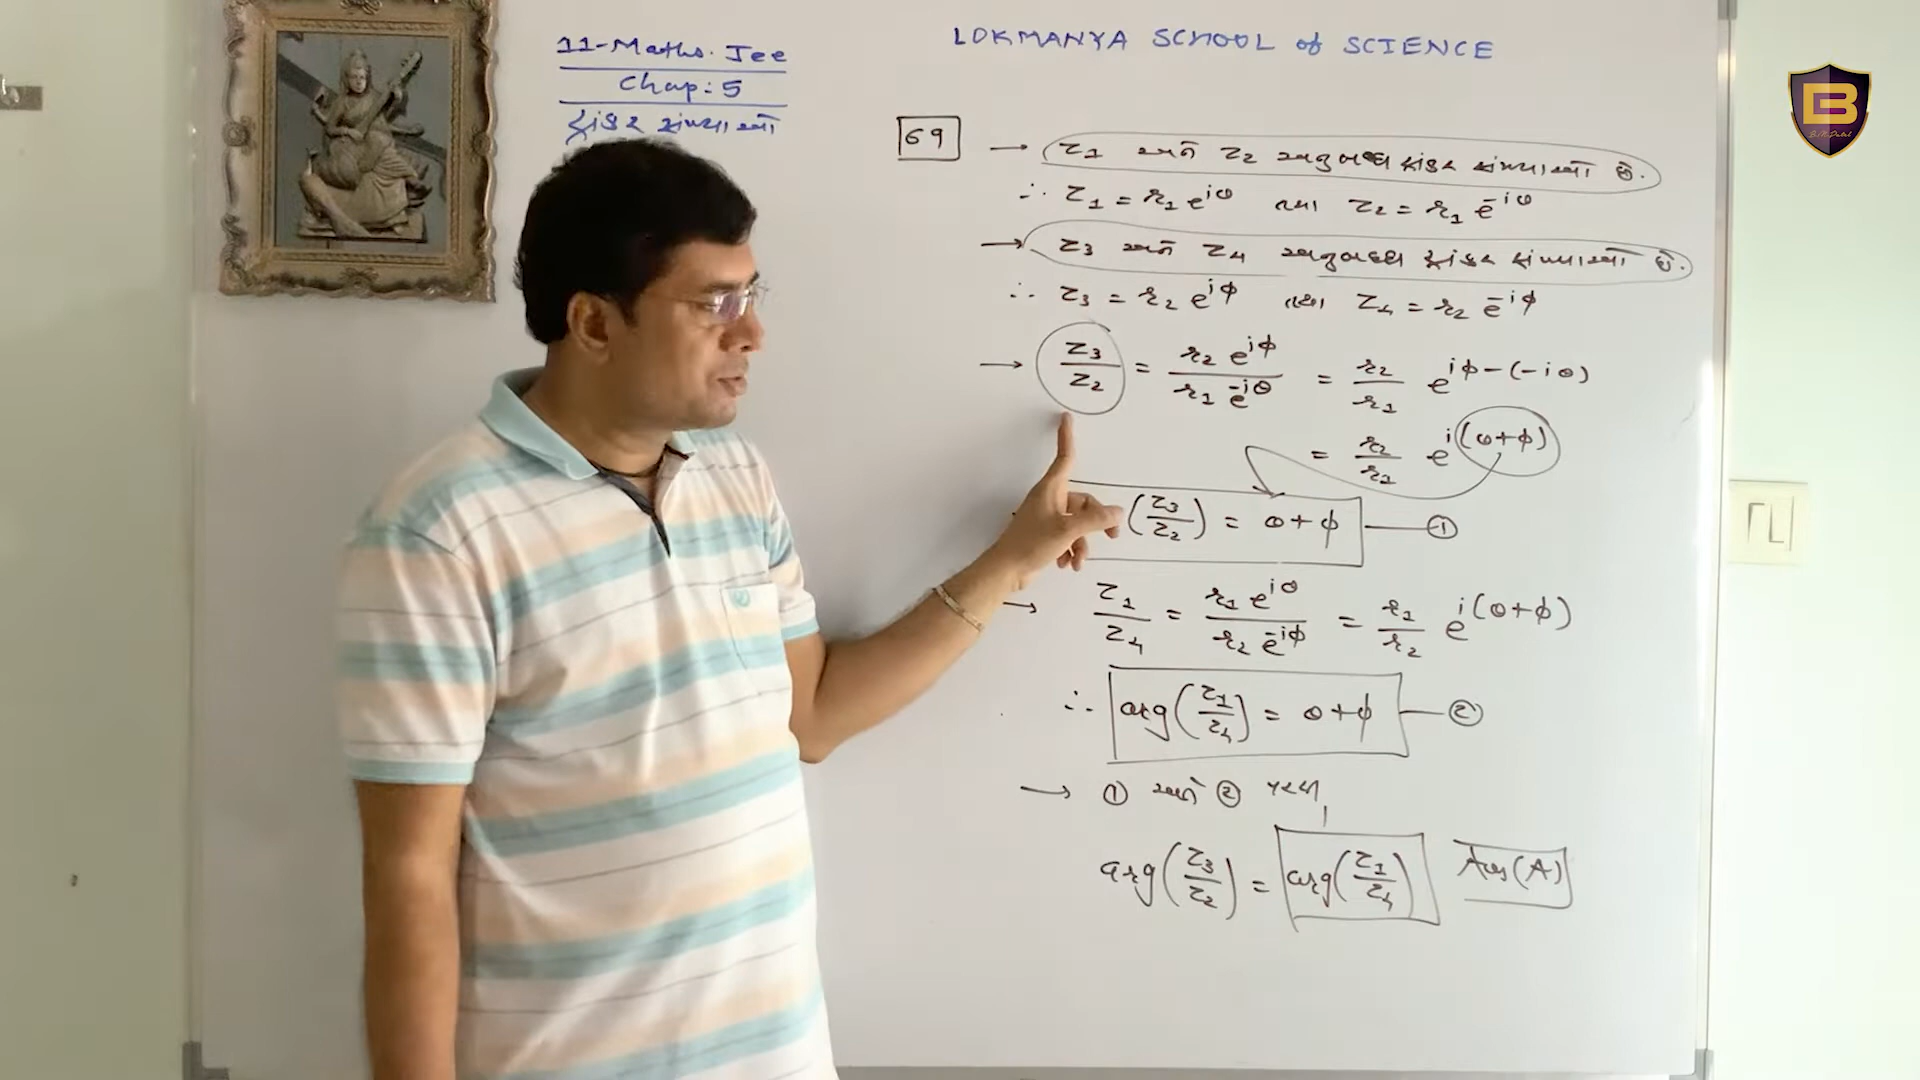 11-Maths. Jee
Chap: 5
સંકર સંખ્યાઓ
LOKMANYA SCHOOL of SCIENCE
B
69
→ z₁ અને z₂ અનુબદ્ધ સંકર સંખ્યાઓ છે.
∴ z₁ = r₁ e^{iθ} તથા z₂ = r₁ e^{-iθ}
→ z₃ અને z₄ અનુબદ્ધ સંકર સંખ્યાઓ છે.
∴ z₃ = r₂ e^{iϕ} તથા z₄ = r₂ e^{-iϕ}
→ z₃/z₂ = r₂ e^{iϕ} / r₁ e^{-iθ} = r₂/r₁ e^{iϕ-(-iθ)}
= r₂/r₁ e^{i(θ+ϕ)}
(z₃/z₂) = θ+ϕ — ①
→ z₁/z₄ = r₁ e^{iθ} / r₂ e^{-iϕ} = r₁/r₂ e^{i(θ+ϕ)}
∴ arg(z₁/z₄) = θ+ϕ — ②
→ ① અને ② પરથી
arg(z₃/z₂) = arg(z₁/z₄) Ans(A)